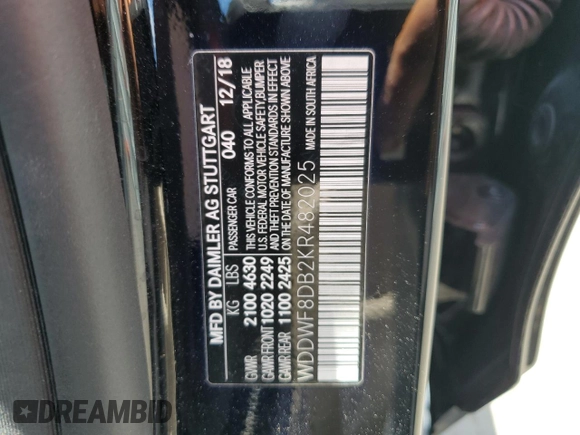 MFD BY DAIMLER AG STUTTGART
PASSENGER CAR 040 12/18
KG LBS
GVWR 2100 4630
GAWR FRONT 1020 2249
GAWR REAR 1100 2425
THIS VEHICLE CONFORMS TO ALL APPLICABLE
U.S. FEDERAL MOTOR VEHICLE SAFETY,BUMPER
AND THEFT PREVENTION STANDARDS IN EFFECT
ON THE DATE OF MANUFACTURE SHOWN ABOVE
WDDWF8DB2KR482025 MADE IN SOUTH AFRICA
DREAMBID